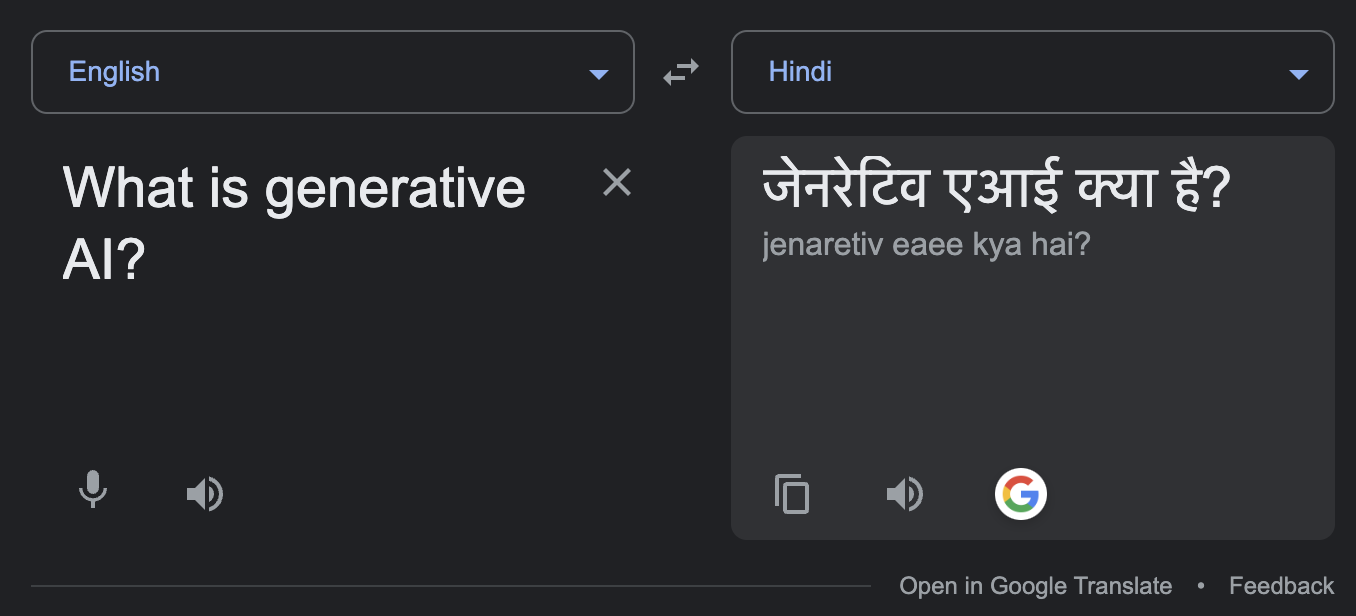 English
Hindi
What is generative
AI?
जेनरेटिव एआई क्या है?
jenaretiv eaee kya hai?
Open in Google Translate • Feedback